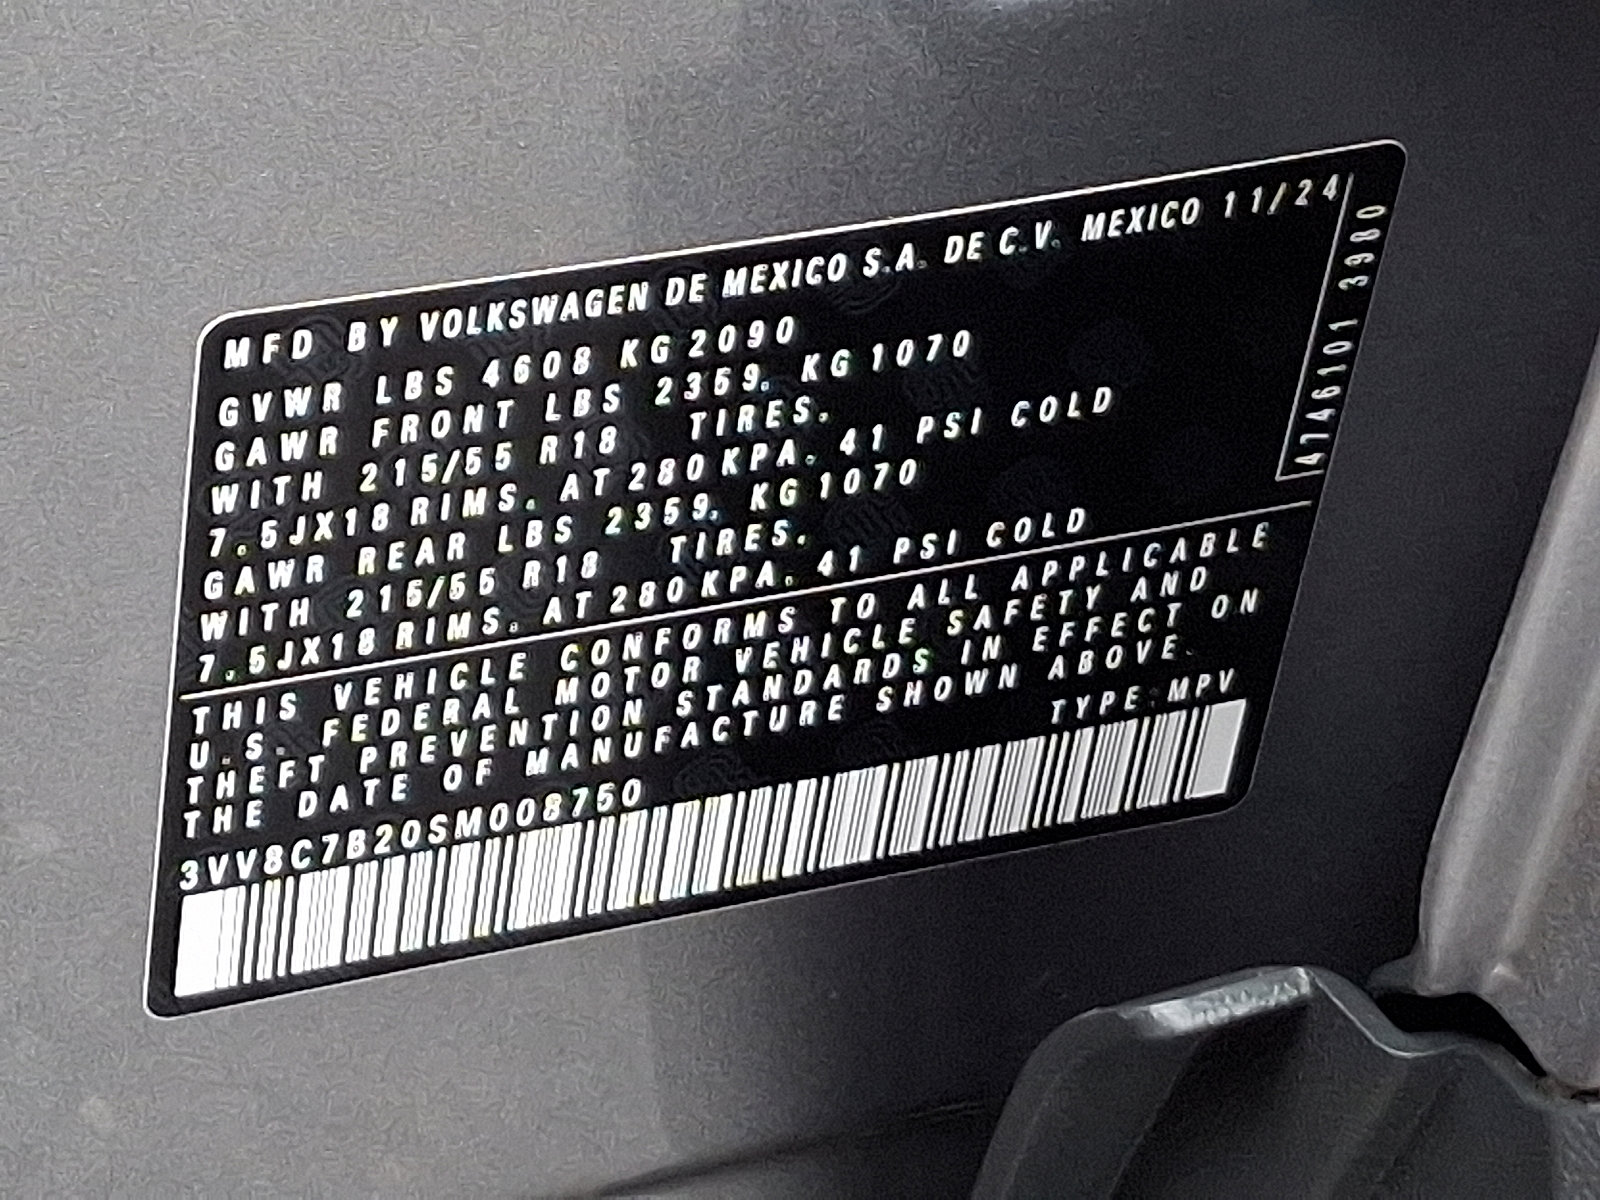 MFD BY VOLKSWAGEN DE MEXICO S.A. DE C.V. MEXICO 11/24
GVWR LBS 4608 KG 2090
GAWR FRONT LBS 2359. KG 1070
WITH 215/55 R18 TIRES.
7.5JX18 RIMS. AT 280 KPA. 41 PSI COLD
GAWR REAR LBS 2359. KG 1070
WITH 215/55 R18 TIRES.
7.5JX18 RIMS. AT 280 KPA. 41 PSI COLD
THIS VEHICLE CONFORMS TO ALL APPLICABLE
U.S. FEDERAL MOTOR VEHICLE SAFETY AND
THEFT PREVENTION STANDARDS IN EFFECT ON
THE DATE OF MANUFACTURE SHOWN ABOVE.
TYPE: MPV
3VV8C7B20SM008750
4746101 3980